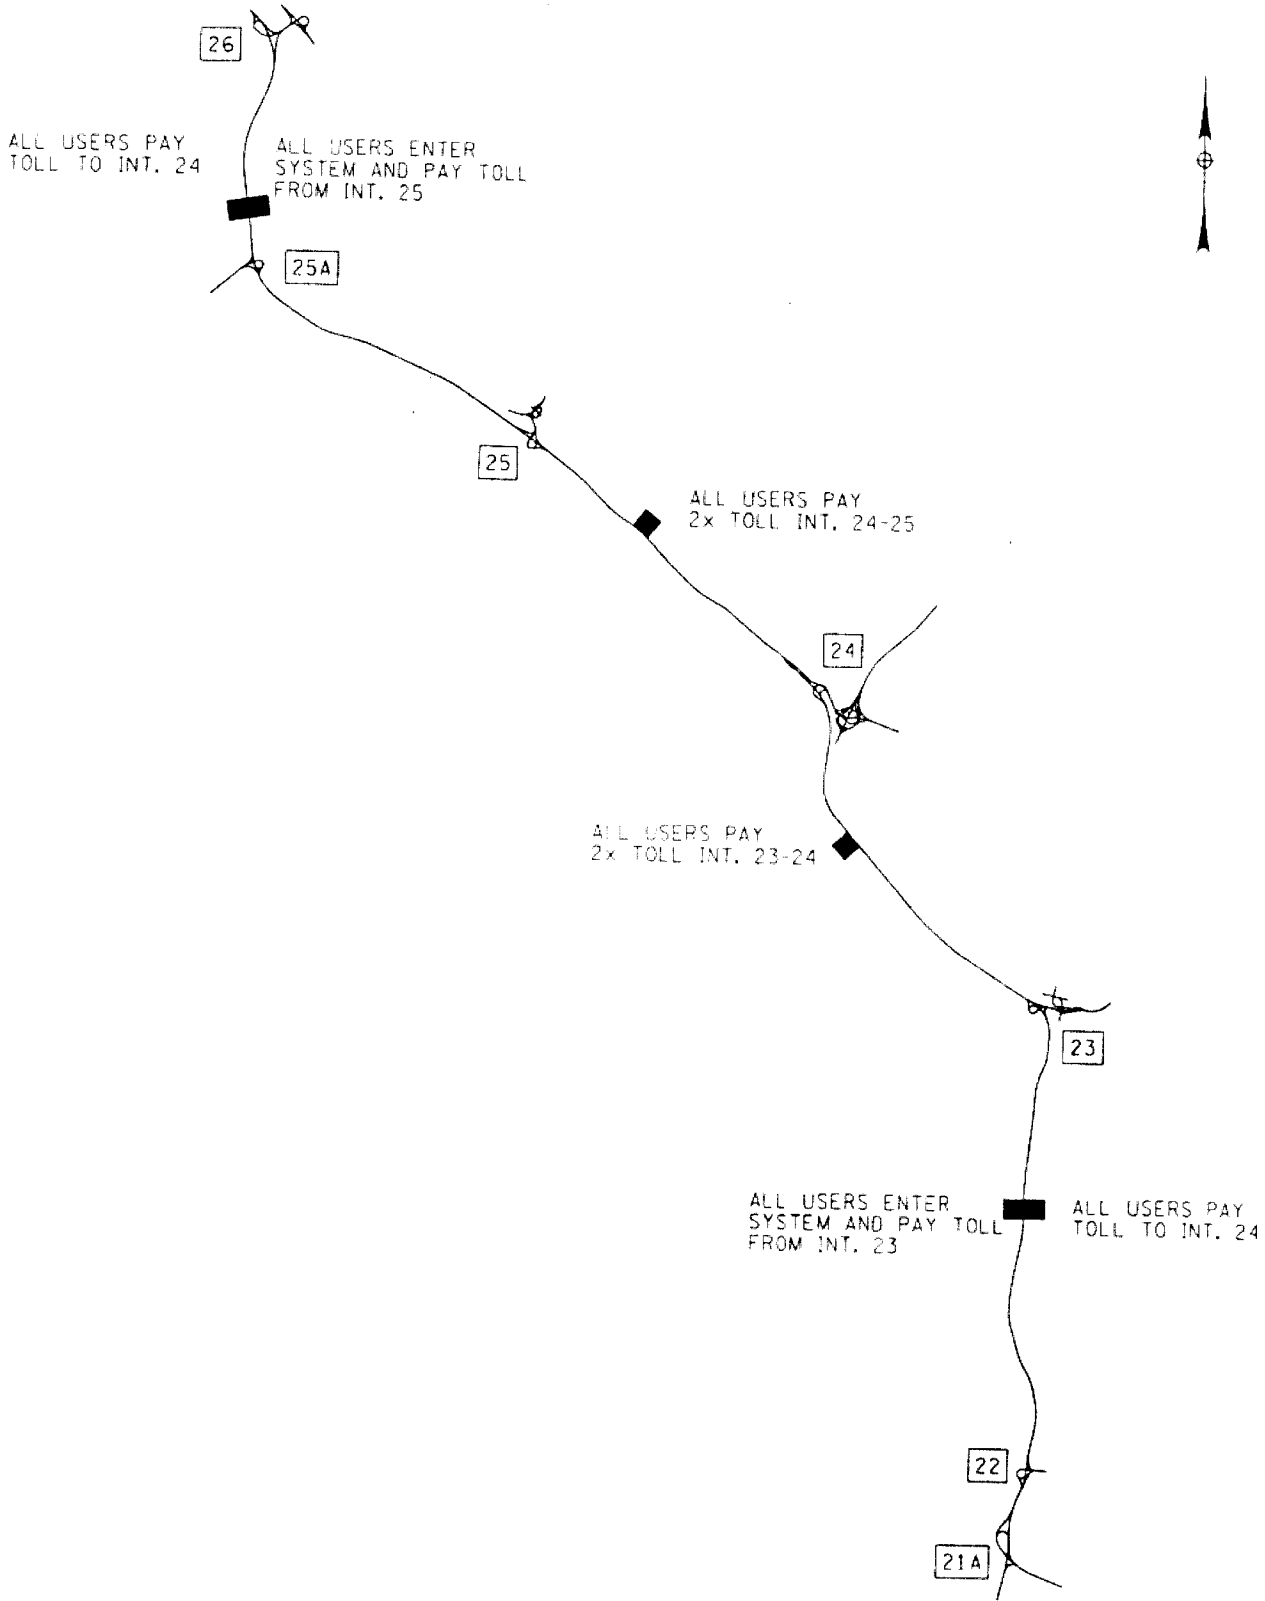 26
ALL USERS PAY
TOLL TO INT. 24
ALL USERS ENTER
SYSTEM AND PAY TOLL
FROM INT. 25
25A
25
ALL USERS PAY
2x TOLL INT. 24-25
24
ALL USERS PAY
2x TOLL INT. 23-24
23
ALL USERS ENTER
SYSTEM AND PAY TOLL
FROM INT. 23
ALL USERS PAY
TOLL TO INT. 24
22
21A